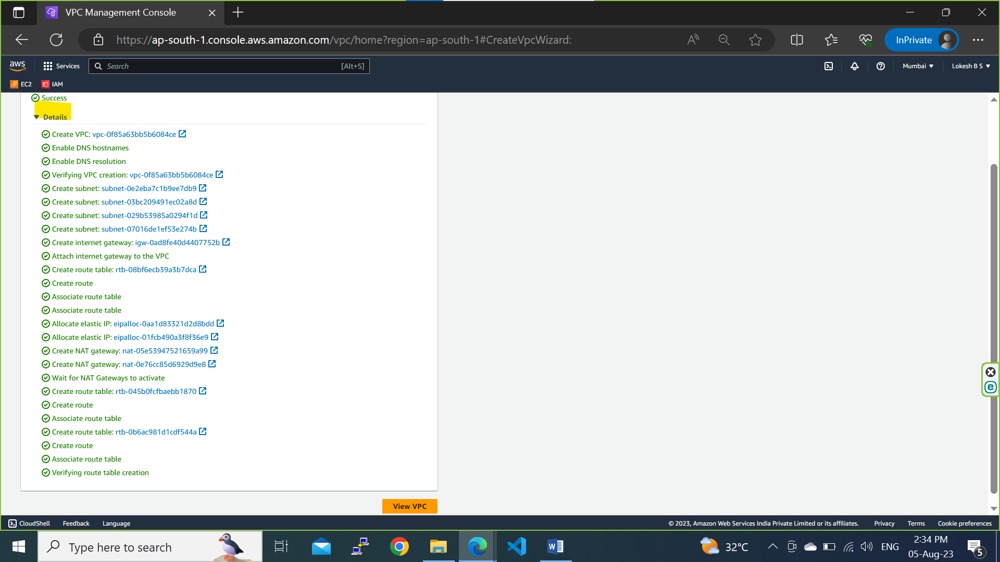 VPC Management Console
https://ap-south-1.console.aws.amazon.com/vpc/home?region=ap-south-1#CreateVpcWizard:
InPrivate
aws
Services
Search
[Alt+S]
Mumbai
Lokesh B S
EC2
IAM
Success
Details
Create VPC: vpc-0f85a63bb5b6084ce
Enable DNS hostnames
Enable DNS resolution
Verifying VPC creation: vpc-0f85a63bb5b6084ce
Create subnet: subnet-0e2eba7c1b9ee7db9
Create subnet: subnet-03bc209491ec02a8d
Create subnet: subnet-029b53985a0294f1d
Create subnet: subnet-07016de1ef53e274b
Create internet gateway: igw-0ad8fe40d4407752b
Attach internet gateway to the VPC
Create route table: rtb-08bf6ecb39a3b7dca
Create route
Associate route table
Associate route table
Allocate elastic IP: eipalloc-0aa1d83321d2d8bdd
Allocate elastic IP: eipalloc-01fcb490a3f8f36e9
Create NAT gateway: nat-05e53947521659a99
Create NAT gateway: nat-0e76cc85d6929d9e8
Wait for NAT Gateways to activate
Create route table: rtb-045b0fcfbaebb1870
Create route
Associate route table
Create route table: rtb-0b6ac981d1cdf544a
Create route
Associate route table
Verifying route table creation
View VPC
CloudShell
Feedback
Language
© 2023, Amazon Web Services India Private Limited or its affiliates.
Privacy
Terms
Cookie preferences
Type here to search
32°C
ENG
2:34 PM
05-Aug-23
5